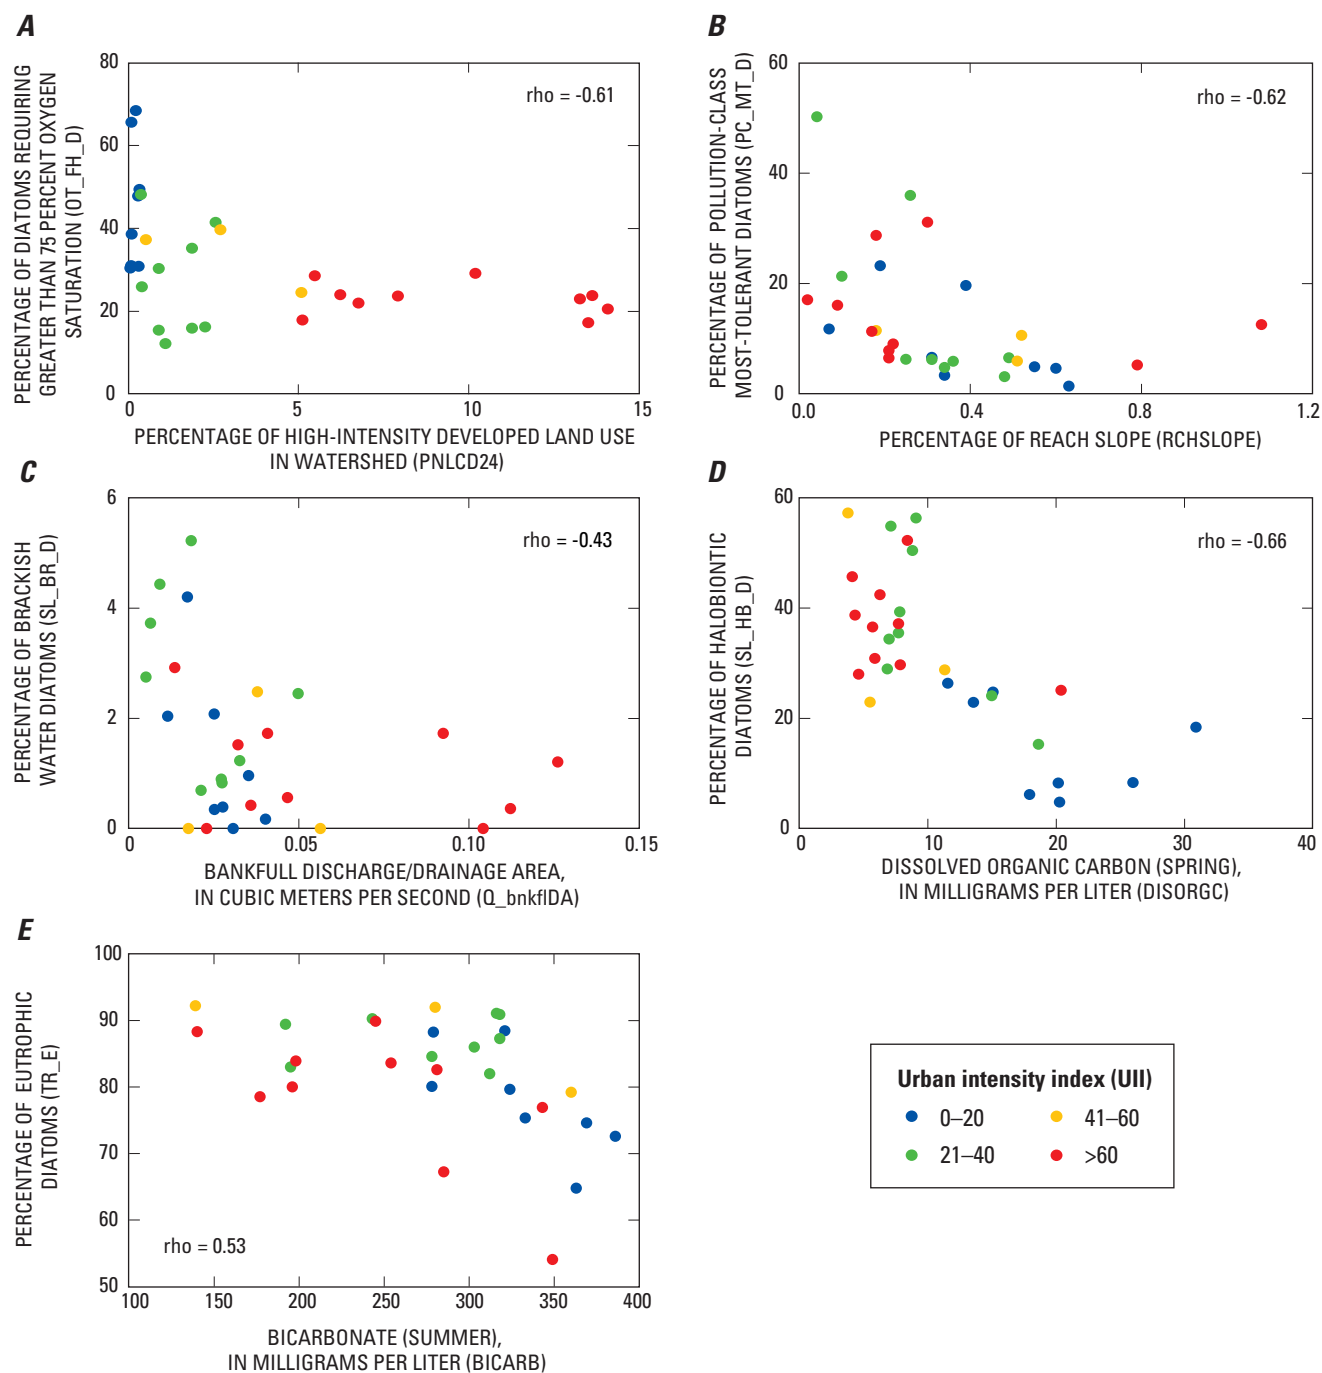 A
PERCENTAGE OF DIATOMS REQUIRING
GREATER THAN 75 PERCENT OXYGEN
SATURATION (OT_FH_D)
80
60
40
20
0
rho = -0.61
0
5
10
15
PERCENTAGE OF HIGH-INTENSITY DEVELOPED LAND USE
IN WATERSHED (PNLCD24)
B
PERCENTAGE OF POLLUTION-CLASS
MOST-TOLERANT DIATOMS (PC_MT_D)
60
40
20
0
rho = -0.62
0.0
0.4
0.8
1.2
PERCENTAGE OF REACH SLOPE (RCHSLOPE)
C
PERCENTAGE OF BRACKISH
WATER DIATOMS (SL_BR_D)
6
4
2
0
rho = -0.43
0
0.05
0.10
0.15
BANKFULL DISCHARGE/DRAINAGE AREA,
IN CUBIC METERS PER SECOND (Q_bnkflDA)
D
PERCENTAGE OF HALOBIONTIC
DIATOMS (SL_HB_D)
60
40
20
0
rho = -0.66
0
10
20
30
40
DISSOLVED ORGANIC CARBON (SPRING),
IN MILLIGRAMS PER LITER (DISORGC)
E
PERCENTAGE OF EUTROPHIC
DIATOMS (TR_E)
100
90
80
70
60
50
rho = 0.53
100
150
200
250
300
350
400
BICARBONATE (SUMMER),
IN MILLIGRAMS PER LITER (BICARB)
Urban intensity index (UII)
0–20
41–60
21–40
>60